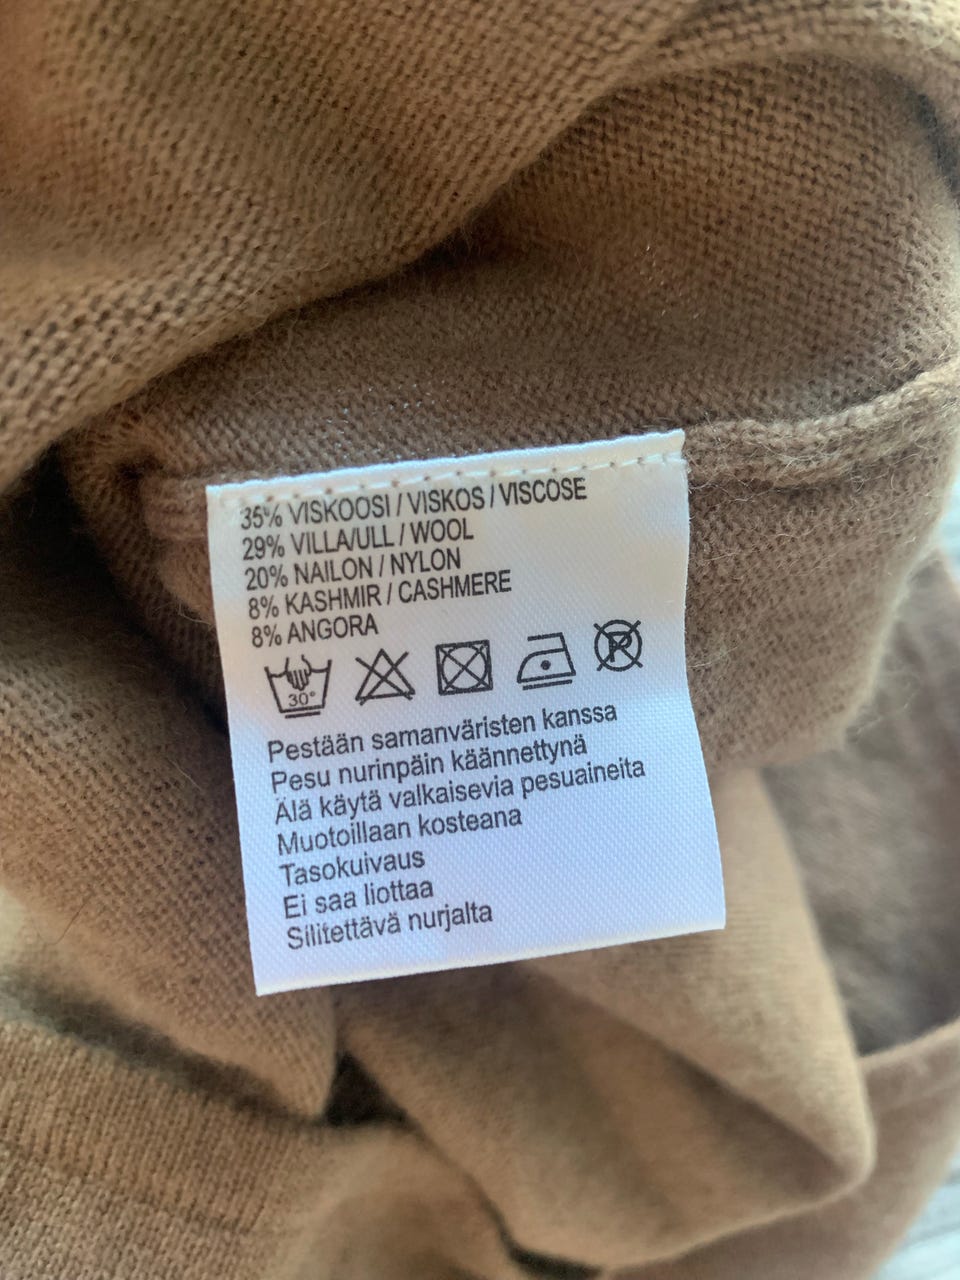 35% VISKOOSI / VISKOS / VISCOSE
29% VILLA/ULL / WOOL
20% NAILON / NYLON
8% KASHMIR / CASHMERE
8% ANGORA
30°
P
Pestään samanväristen kanssa
Pesu nurinpäin käännettynä
Älä käytä valkaisevia pesuaineita
Muotoillaan kosteana
Tasokuivaus
Ei saa liottaa
Silitettävä nurjalta